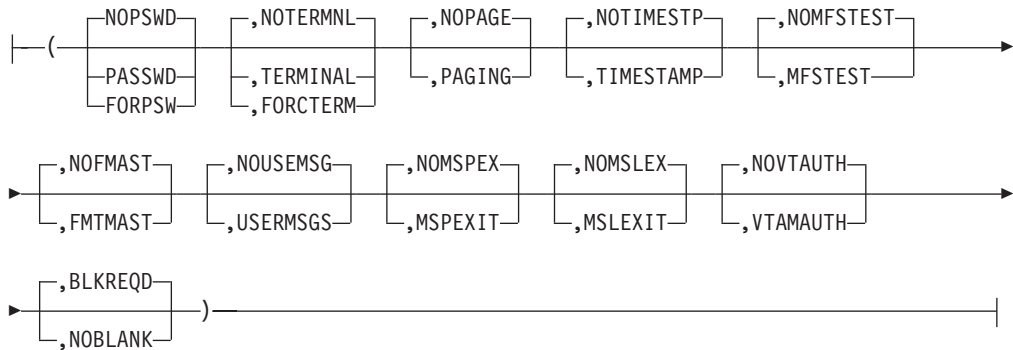 NOPSWD ,NOTERMNL ,NOPAGE ,NOTIMESTP ,NOMFSTEST
(
PASSWD ,TERMINAL ,PAGING ,TIMESTAMP ,MFSTEST
FORPSW ,FORCTERM
,NOFMAST ,NOUSEMSG ,NOMSPEX ,NOMSLEX ,NOVTAUTH
,FMTMAST ,USERMSGS ,MSPEXIT ,MSLEXIT ,VTAMAUTH
,BLKREQD
)
,NOBLANK